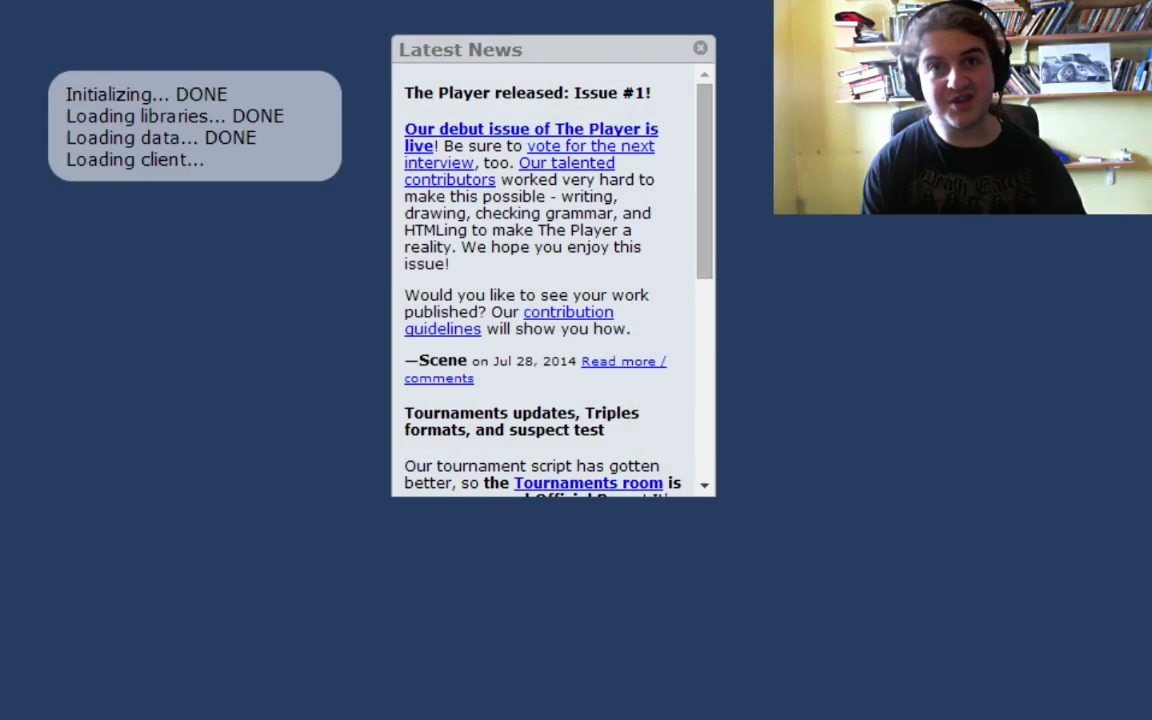 Latest News
Initializing... DONE
Loading libraries... DONE
Loading data... DONE
Loading client...
The Player released: Issue #1!
Our debut issue of The Player is
live! Be sure to vote for the next
interview, too. Our talented
contributors worked very hard to
make this possible - writing,
drawing, checking grammar, and
HTMLing to make The Player a
reality. We hope you enjoy this
issue!
Would you like to see your work
published? Our contribution
guidelines will show you how.
—Scene on Jul 28, 2014 Read more /
comments
Tournaments updates, Triples
formats, and suspect test
Our tournament script has gotten
better, so the Tournaments room is